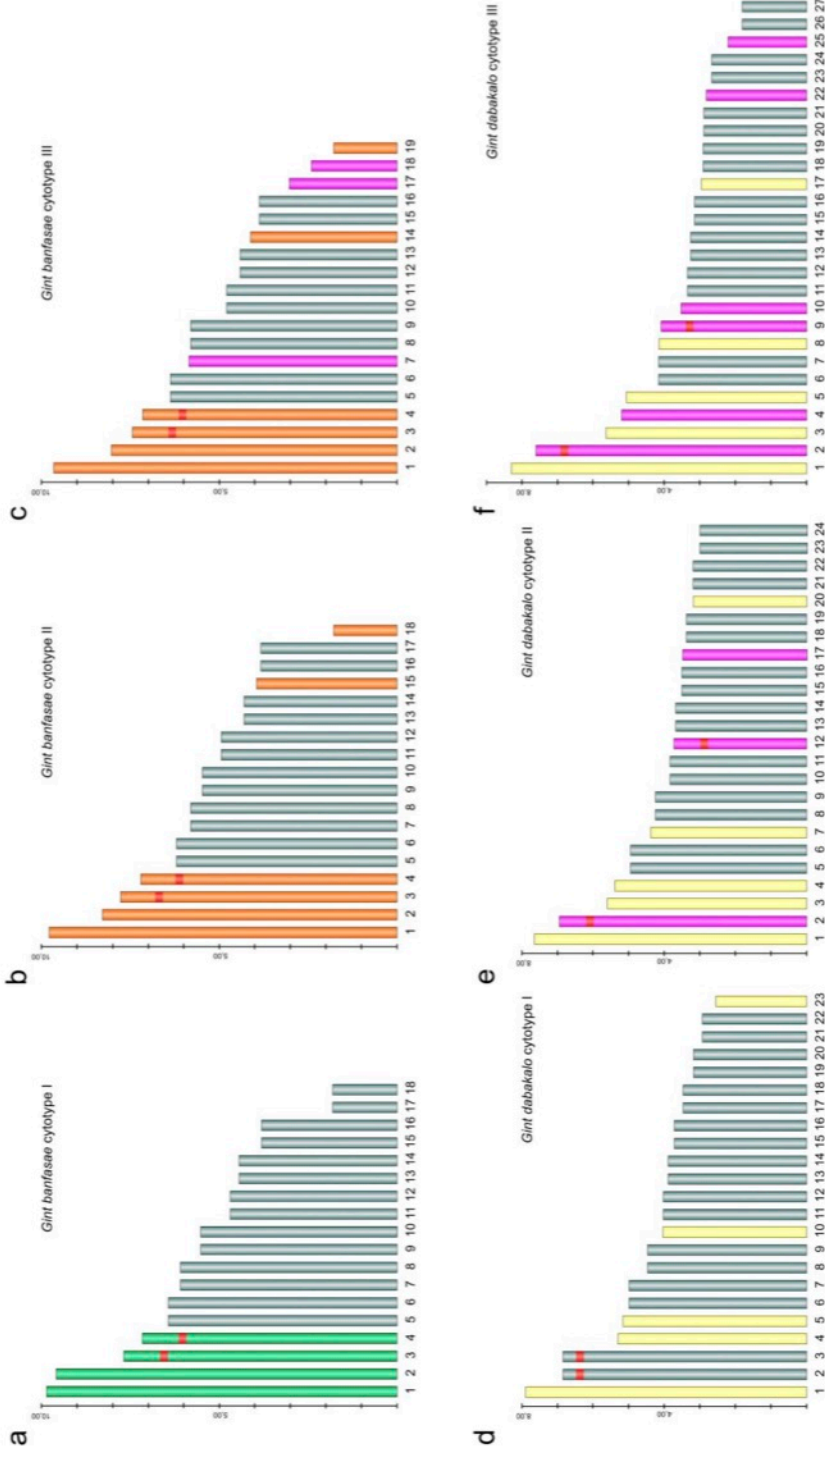 a
Gint banfasae cytotype I
10.00
5.00
1 2 3 4 5 6 7 8 9 10 11 12 13 14 15 16 17 18
b
Gint banfasae cytotype II
10.00
5.00
1 2 3 4 5 6 7 8 9 10 11 12 13 14 15 16 17 18
c
Gint banfasae cytotype III
10.00
5.00
1 2 3 4 5 6 7 8 9 10 11 12 13 14 15 16 17 18 19
d
Gint dabakalo cytotype I
8.00
4.00
1 2 3 4 5 6 7 8 9 10 11 12 13 14 15 16 17 18 19 20 21 22 23
e
Gint dabakalo cytotype II
8.00
4.00
1 2 3 4 5 6 7 8 9 10 11 12 13 14 15 16 17 18 19 20 21 22 23 24
f
Gint dabakalo cytotype III
8.00
4.00
1 2 3 4 5 6 7 8 9 10 11 12 13 14 15 16 17 18 19 20 21 22 23 24 25 26 27